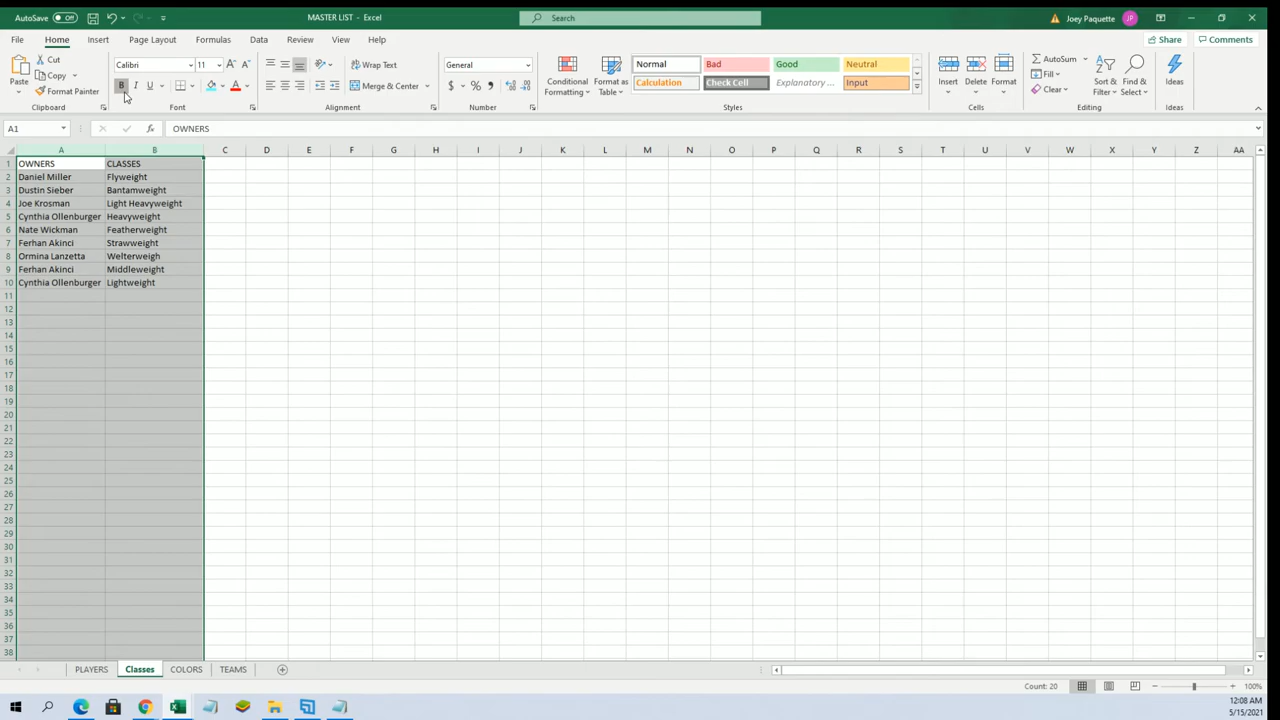 AutoSave Off MASTER LIST - Excel Search Joey Paquette JP
File Home Insert Page Layout Formulas Data Review View Help Share Comments
Paste Cut Copy Format Painter Clipboard
Calibri 11 A A B I U A Font
Wrap Text Merge & Center Alignment
General $ % Number
Conditional Formatting Format as Table
Normal Bad Good Neutral
Calculation Check Cell Explanatory ... Input
Styles
Insert Delete Format Cells
AutoSum Fill Clear Sort & Filter Find & Select Editing
Ideas Ideas
A1 fx OWNERS
A B C D E F G H I J K L M N O P Q R S T U V W X Y Z AA
1 OWNERS CLASSES
2 Daniel Miller Flyweight
3 Dustin Sieber Bantamweight
4 Joe Krosman Light Heavyweight
5 Cynthia Ollenburger Heavyweight
6 Nate Wickman Featherweight
7 Ferhan Akinci Strawweight
8 Ormina Lanzetta Welterweigh
9 Ferhan Akinci Middleweight
10 Cynthia Ollenburger Lightweight
11
12
13
14
15
16
17
18
19
20
21
22
23
24
25
26
27
28
29
30
31
32
33
34
35
36
37
38
PLAYERS Classes COLORS TEAMS
Count: 20 100%
12:08 AM
5/15/2021